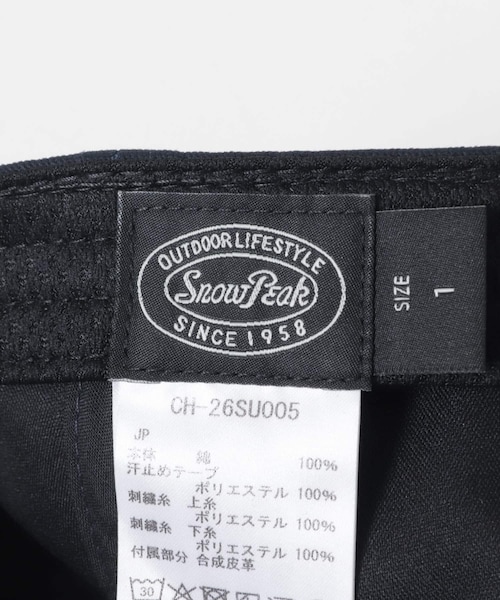 OUTDOOR LIFESTYLE
Snow Peak
SINCE 1958
SIZE 1
CH-26SU005
JP
本体 綿 100%
汗止めテープ
ポリエステル 100%
刺繍糸 上糸
ポリエステル 100%
刺繍糸 下糸
ポリエステル 100%
付属部分 合成皮革
30